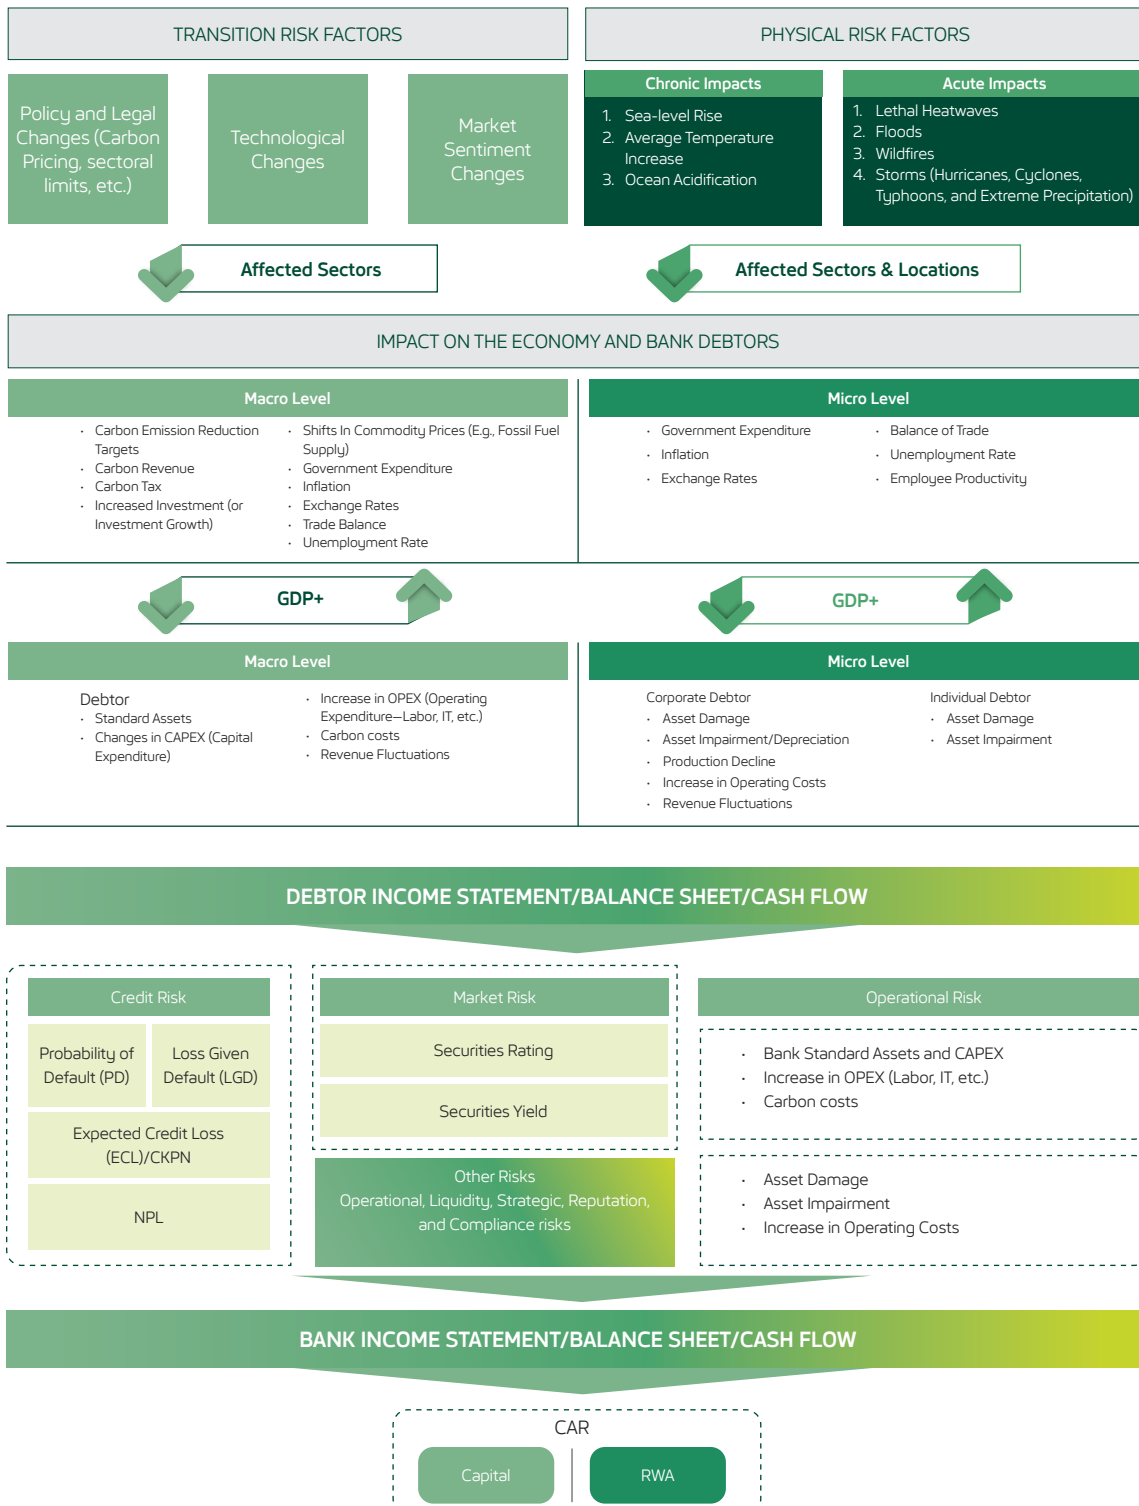 TRANSITION RISK FACTORS
PHYSICAL RISK FACTORS
Policy and Legal
Changes (Carbon
Pricing, sectoral
limits, etc.)
Technological
Changes
Market
Sentiment
Changes
Chronic Impacts
1. Sea-level Rise
2. Average Temperature
Increase
3. Ocean Acidification
Acute Impacts
1. Lethal Heatwaves
2. Floods
3. Wildfires
4. Storms (Hurricanes, Cyclones,
Typhoons, and Extreme Precipitation)
Affected Sectors
Affected Sectors & Locations
IMPACT ON THE ECONOMY AND BANK DEBTORS
Macro Level
• Carbon Emission Reduction
Targets
• Carbon Revenue
• Carbon Tax
• Increased Investment (or
Investment Growth)
• Shifts In Commodity Prices (E.g., Fossil Fuel
Supply)
• Government Expenditure
• Inflation
• Exchange Rates
• Trade Balance
• Unemployment Rate
Micro Level
• Government Expenditure
• Inflation
• Exchange Rates
• Balance of Trade
• Unemployment Rate
• Employee Productivity
GDP+
GDP+
Macro Level
Debtor
• Standard Assets
• Changes in CAPEX (Capital
Expenditure)
• Increase in OPEX (Operating
Expenditure—Labor, IT, etc.)
• Carbon costs
• Revenue Fluctuations
Micro Level
Corporate Debtor
• Asset Damage
• Asset Impairment/Depreciation
• Production Decline
• Increase in Operating Costs
• Revenue Fluctuations
Individual Debtor
• Asset Damage
• Asset Impairment
DEBTOR INCOME STATEMENT/BALANCE SHEET/CASH FLOW
Credit Risk
Probability of
Default (PD)
Loss Given
Default (LGD)
Expected Credit Loss
(ECL)/CKPN
NPL
Market Risk
Securities Rating
Securities Yield
Other Risks
Operational, Liquidity, Strategic, Reputation,
and Compliance risks
Operational Risk
• Bank Standard Assets and CAPEX
• Increase in OPEX (Labor, IT, etc.)
• Carbon costs
• Asset Damage
• Asset Impairment
• Increase in Operating Costs
BANK INCOME STATEMENT/BALANCE SHEET/CASH FLOW
CAR
Capital
RWA